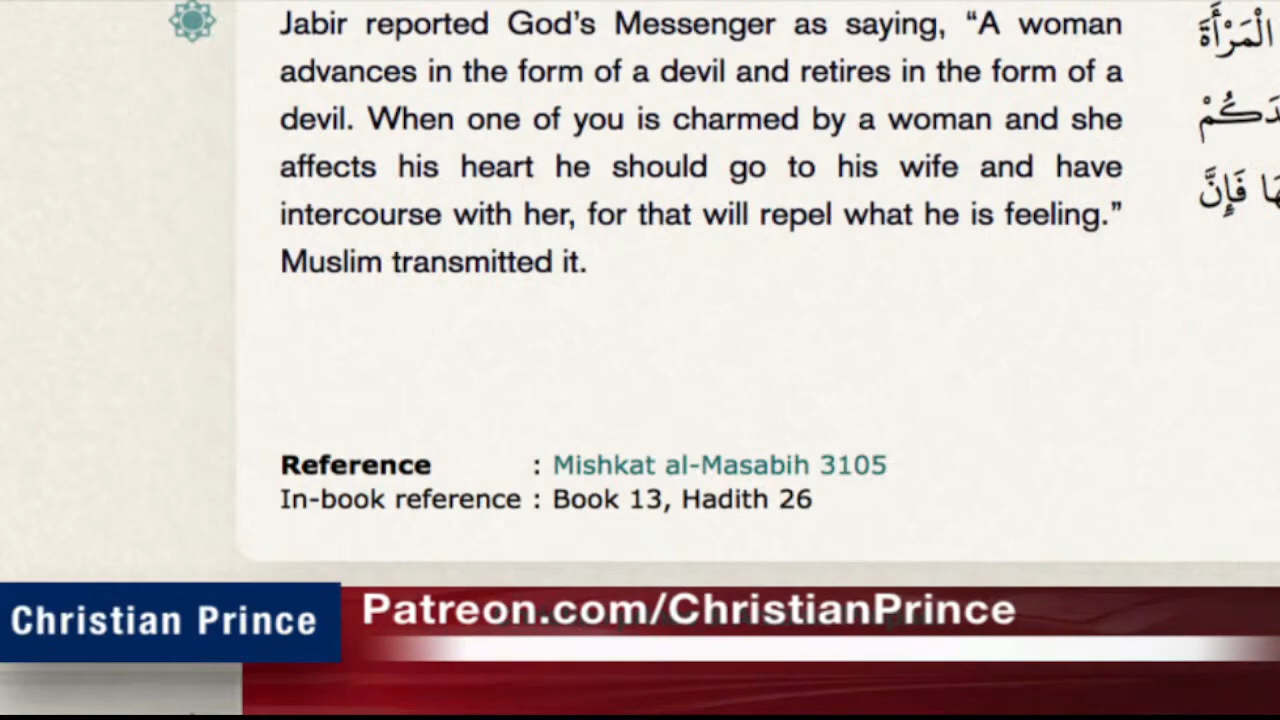 Jabir reported God’s Messenger as saying, “A woman
advances in the form of a devil and retires in the form of a
devil. When one of you is charmed by a woman and she
affects his heart he should go to his wife and have
intercourse with her, for that will repel what he is feeling.”
Muslim transmitted it.
الْمَرْأَةَ
فَإِنَّ
Reference : Mishkat al-Masabih 3105
In-book reference : Book 13, Hadith 26
Christian Prince
Patreon.com/ChristianPrince